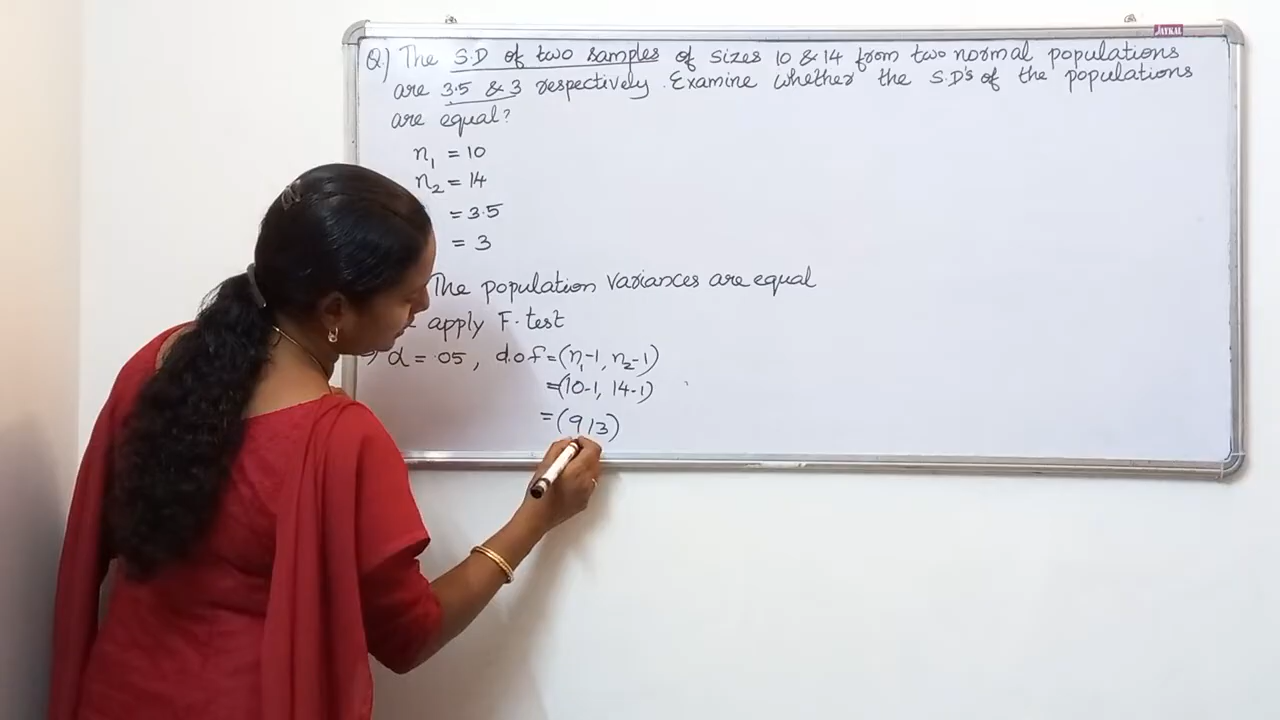 JAYKAL
Q.) The S.D of two samples of sizes 10 & 14 from two normal populations
are 3.5 & 3 respectively. Examine whether the S.D's of the populations
are equal?
n₁ = 10
n₂ = 14
= 3.5
= 3
The population variances are equal
apply F-test
α = .05, d.o.f = (n₁-1, n₂-1)
= (10-1, 14-1)
= (9 13)